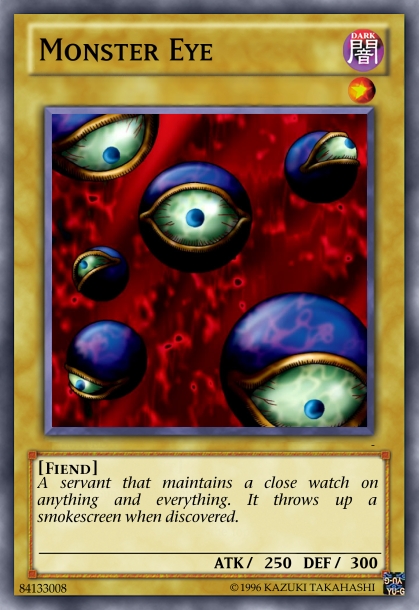 MONSTER EYE
DARK
闇
[FIEND]
A servant that maintains a close watch on
anything and everything. It throws up a
smokescreen when discovered.
ATK / 250 DEF / 300
84133008
©1996 KAZUKI TAKAHASHI